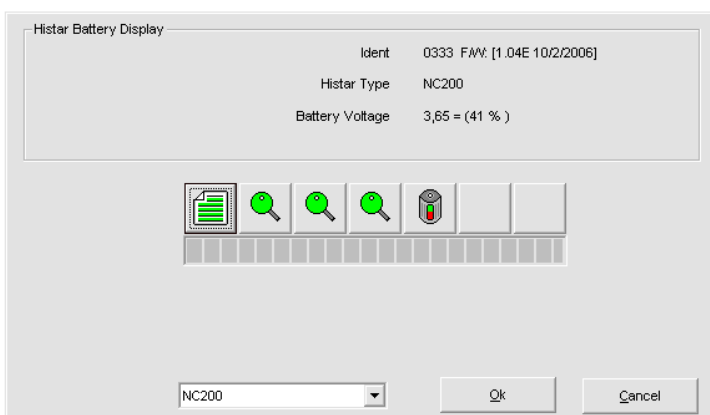 Histar Battery Display
Ident 0333 F/W: [1.04E 10/2/2006]
Histar Type NC200
Battery Voltage 3,65 = (41 % )
NC200 Ok Cancel